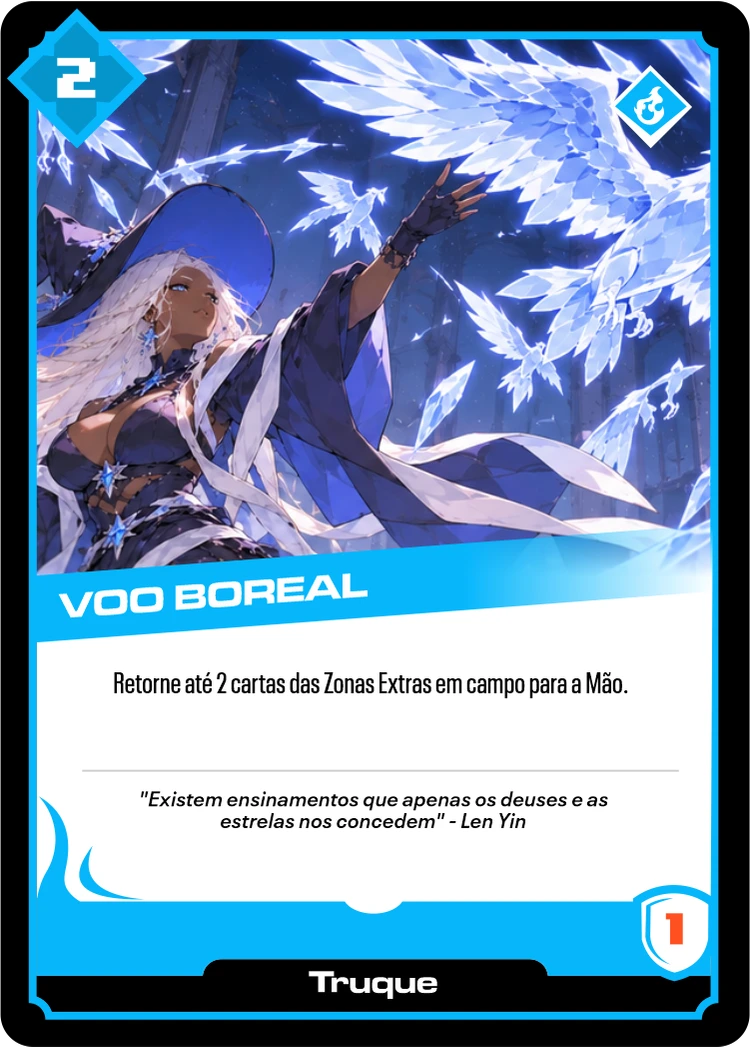 2
VOO BOREAL
Retorne até 2 cartas das Zonas Extras em campo para a Mão.
"Existem ensinamentos que apenas os deuses e as
estrelas nos concedem" - Len Yin
1
Truque